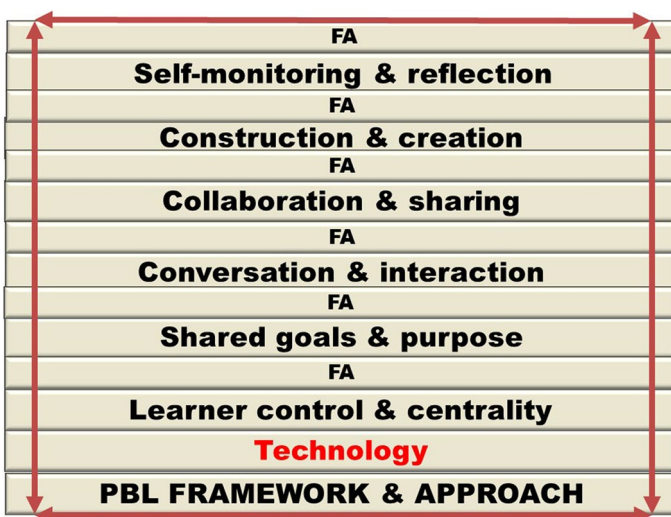 FA
Self-monitoring & reflection
FA
Construction & creation
FA
Collaboration & sharing
FA
Conversation & interaction
FA
Shared goals & purpose
FA
Learner control & centrality
Technology
PBL FRAMEWORK & APPROACH